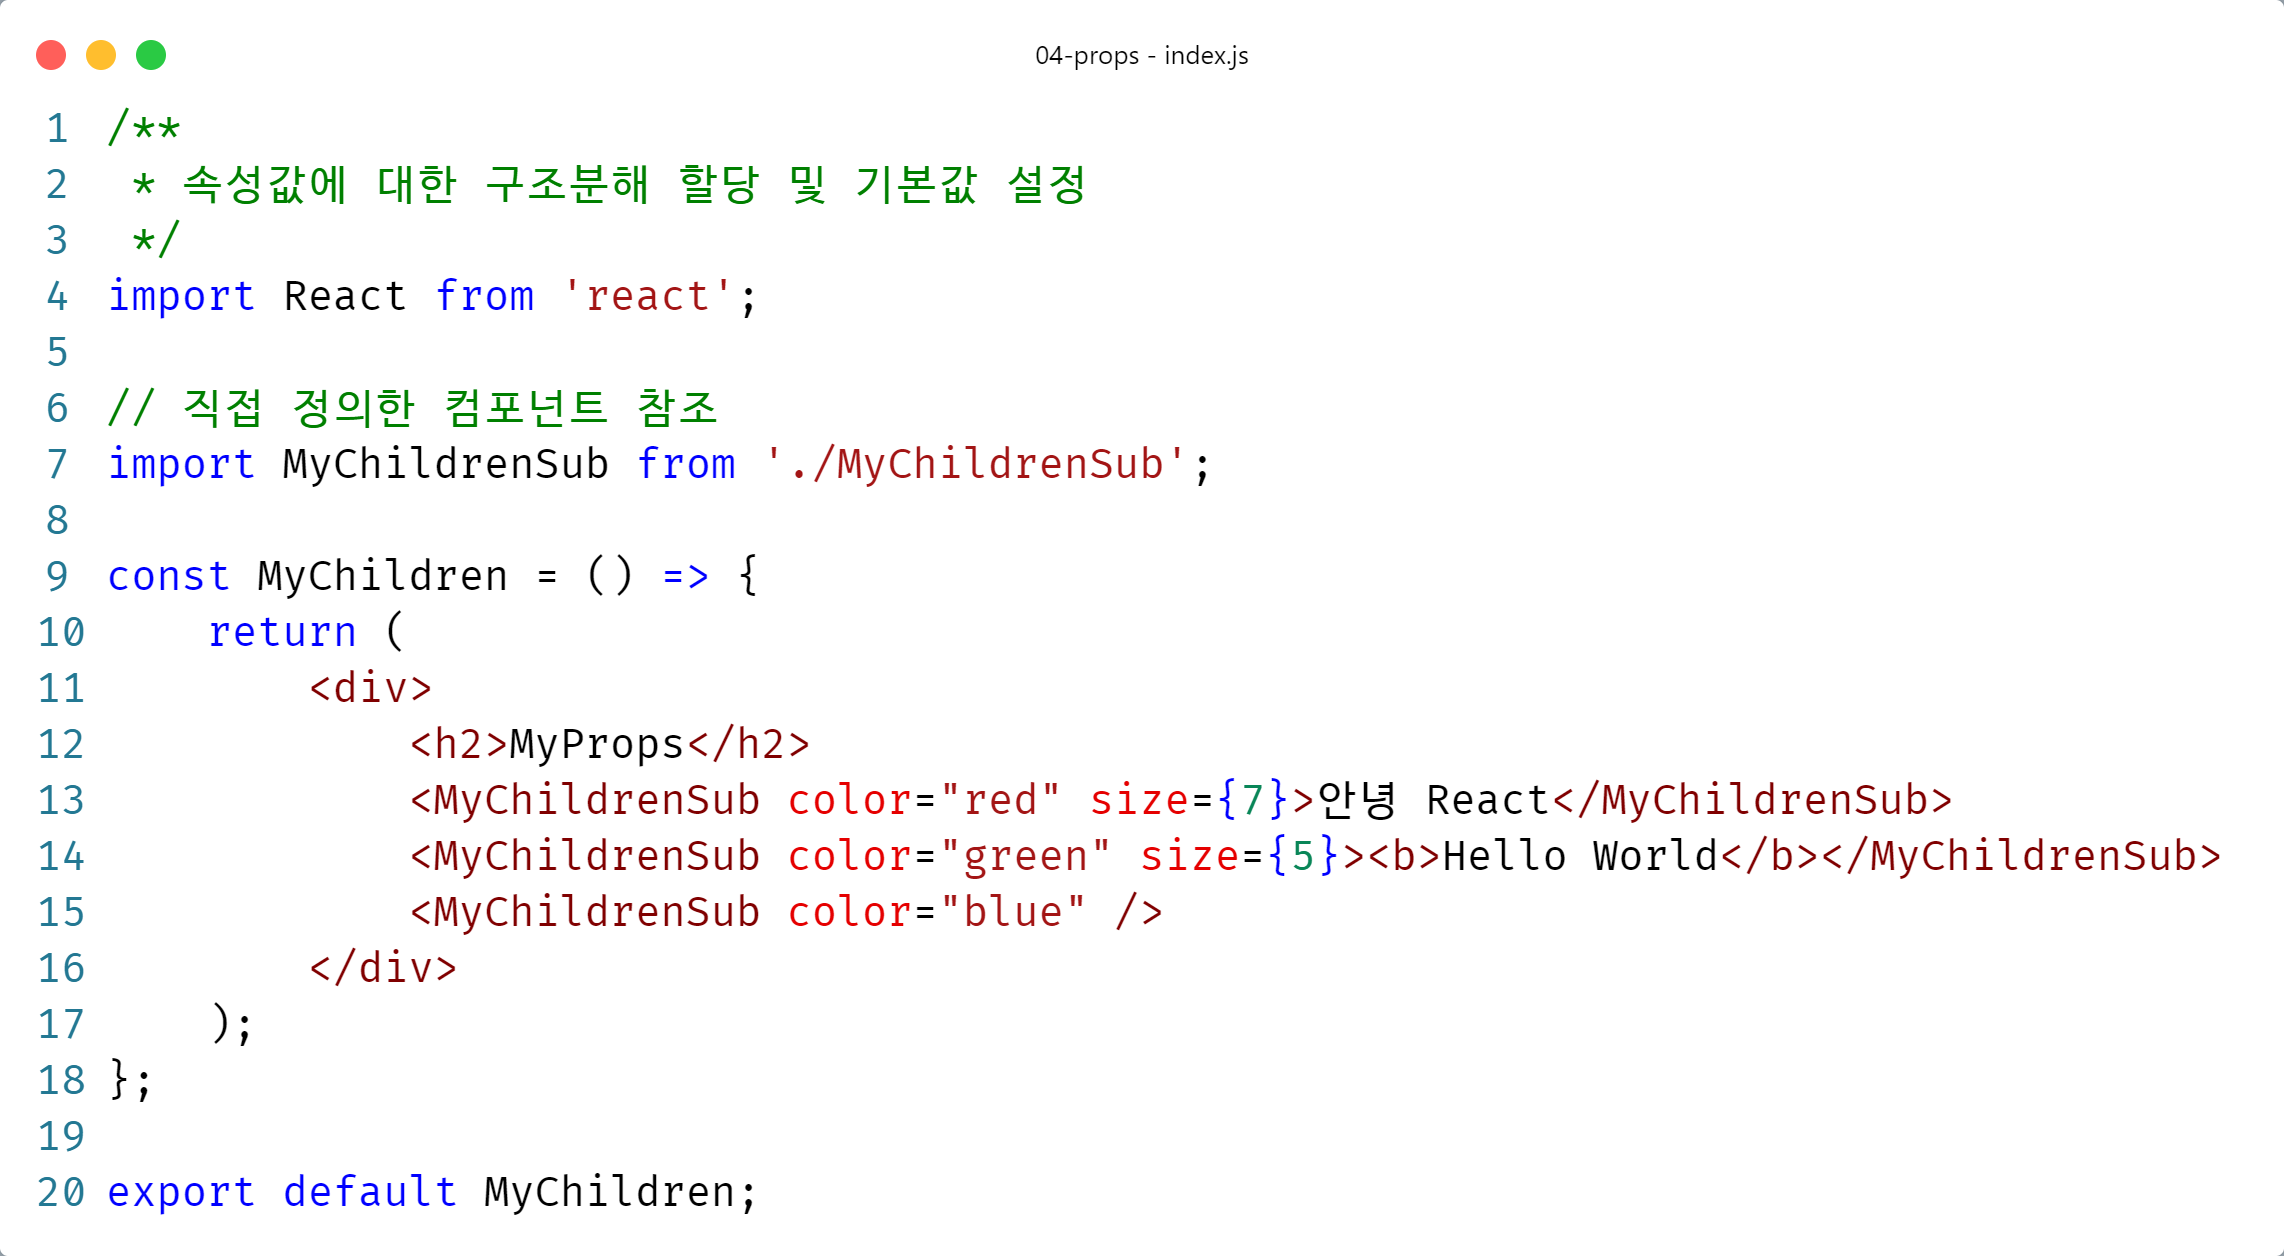 04-props - index.js
1 /**
2  * 속성값에 대한 구조분해 할당 및 기본값 설정
3  */
4 import React from 'react';
5
6 // 직접 정의한 컴포넌트 참조
7 import MyChildrenSub from './MyChildrenSub';
8
9 const MyChildren = () => {
10     return (
11         <div>
12             <h2>MyProps</h2>
13             <MyChildrenSub color="red" size={7}>안녕 React</MyChildrenSub>
14             <MyChildrenSub color="green" size={5}><b>Hello World</b></MyChildrenSub>
15             <MyChildrenSub color="blue" />
16         </div>
17     );
18 };
19
20 export default MyChildren;